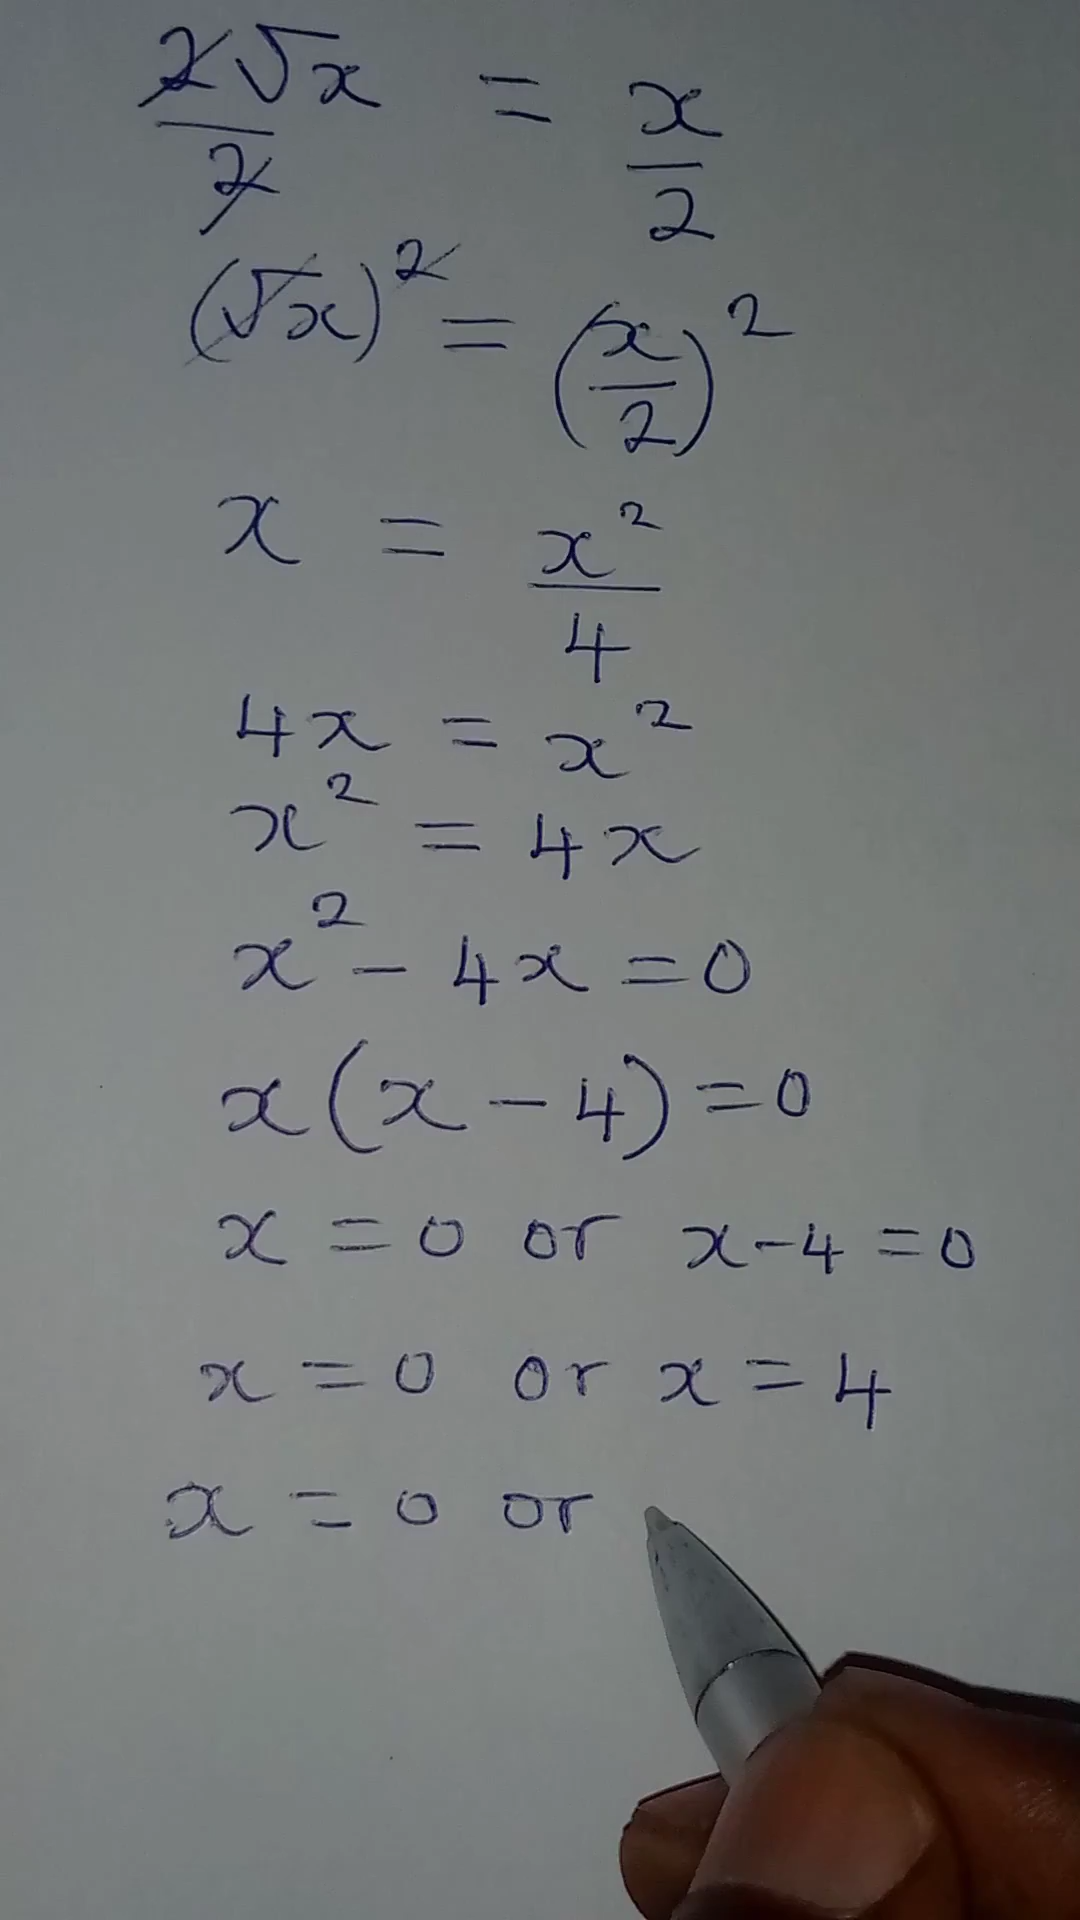 2√x/2 = x/2
(√x)² = (x/2)²
x = x²/4
4x = x²
x² = 4x
x² - 4x = 0
x(x - 4) = 0
x = 0 or x - 4 = 0
x = 0 or x = 4
x = 0 or